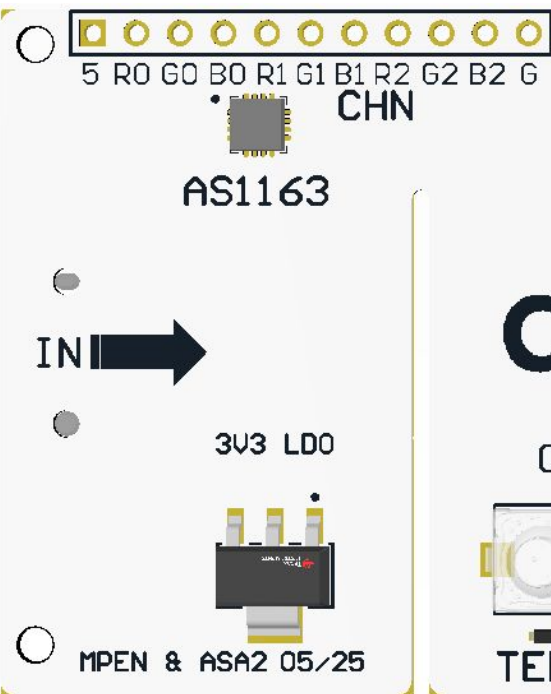 5 R0 G0 B0 R1 G1 B1 R2 G2 B2 G
CHN
AS1163
IN
3V3 LDO
MPEN & ASA2 05/25